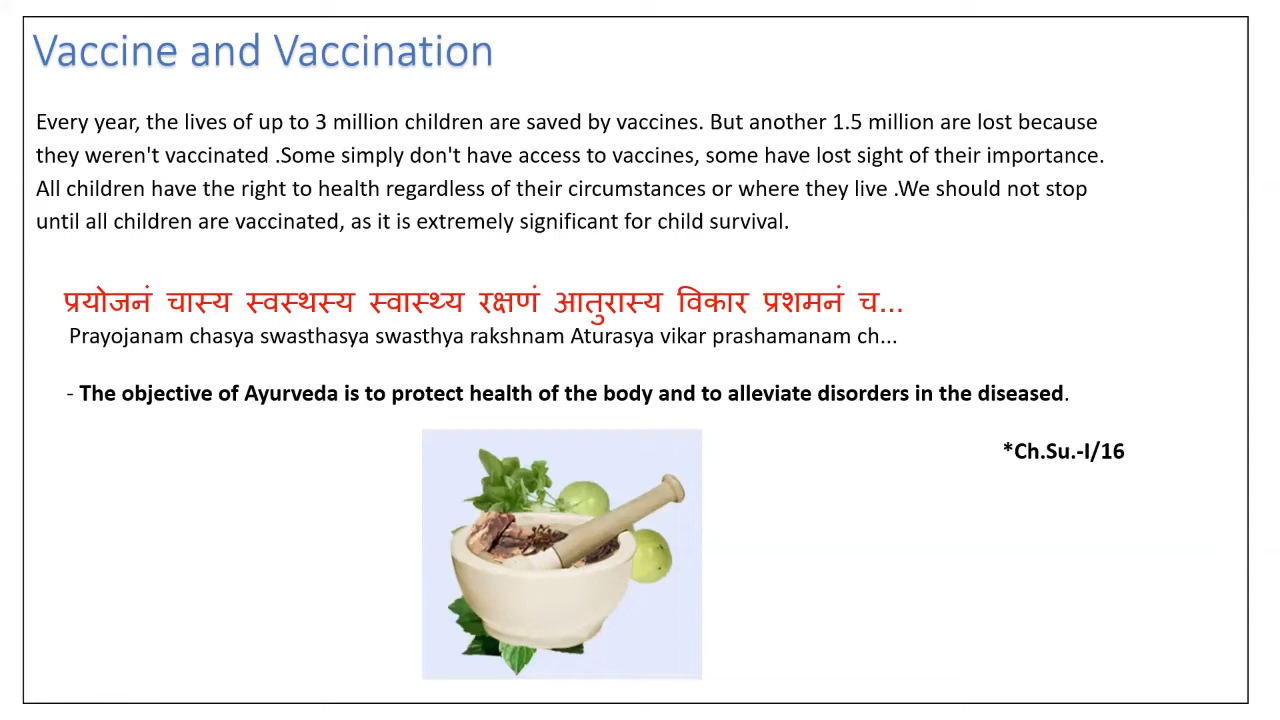 Vaccine and Vaccination
Every year, the lives of up to 3 million children are saved by vaccines. But another 1.5 million are lost because
they weren't vaccinated .Some simply don't have access to vaccines, some have lost sight of their importance.
All children have the right to health regardless of their circumstances or where they live .We should not stop
until all children are vaccinated, as it is extremely significant for child survival.
प्रयोजनं चास्य स्वस्थस्य स्वास्थ्य रक्षणं आतुरास्य विकार प्रशमनं च...
Prayojanam chasya swasthasya swasthya rakshnam Aturasya vikar prashamanam ch...
- The objective of Ayurveda is to protect health of the body and to alleviate disorders in the diseased.
*Ch.Su.-I/16